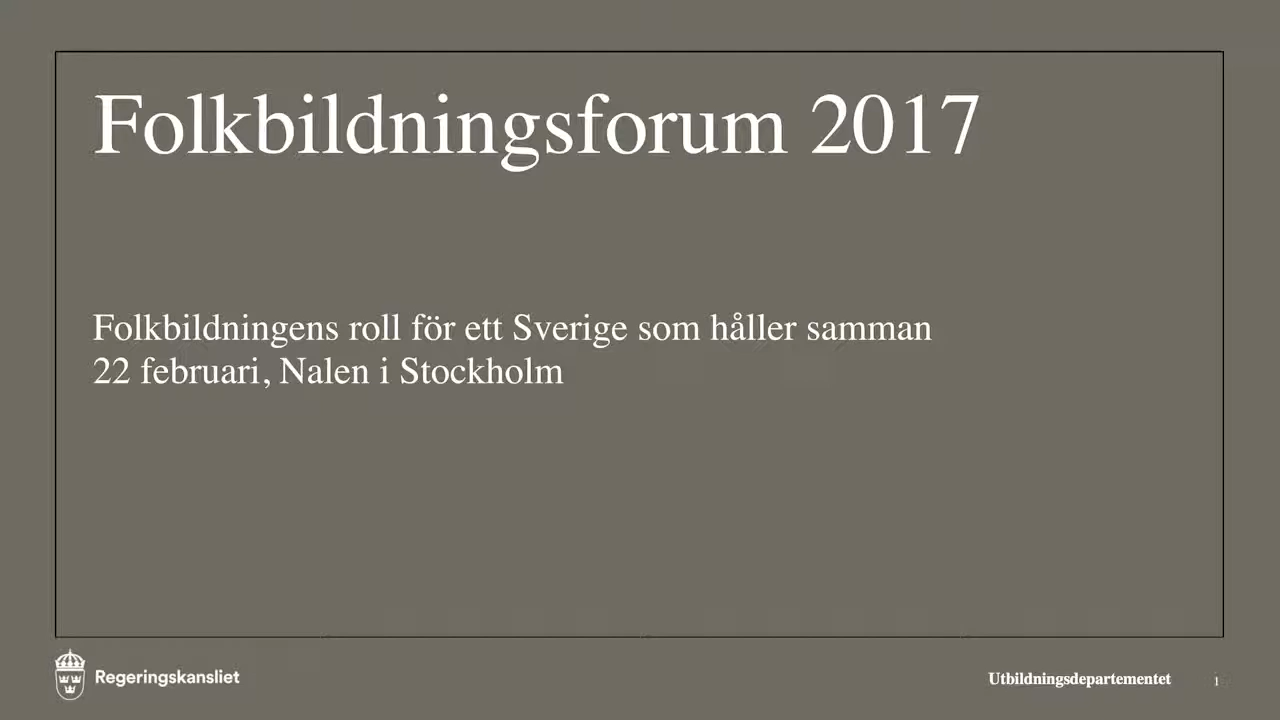 Folkbildningsforum 2017
Folkbildningens roll för ett Sverige som håller samman
22 februari, Nalen i Stockholm
Regeringskansliet
Utbildningsdepartementet
1